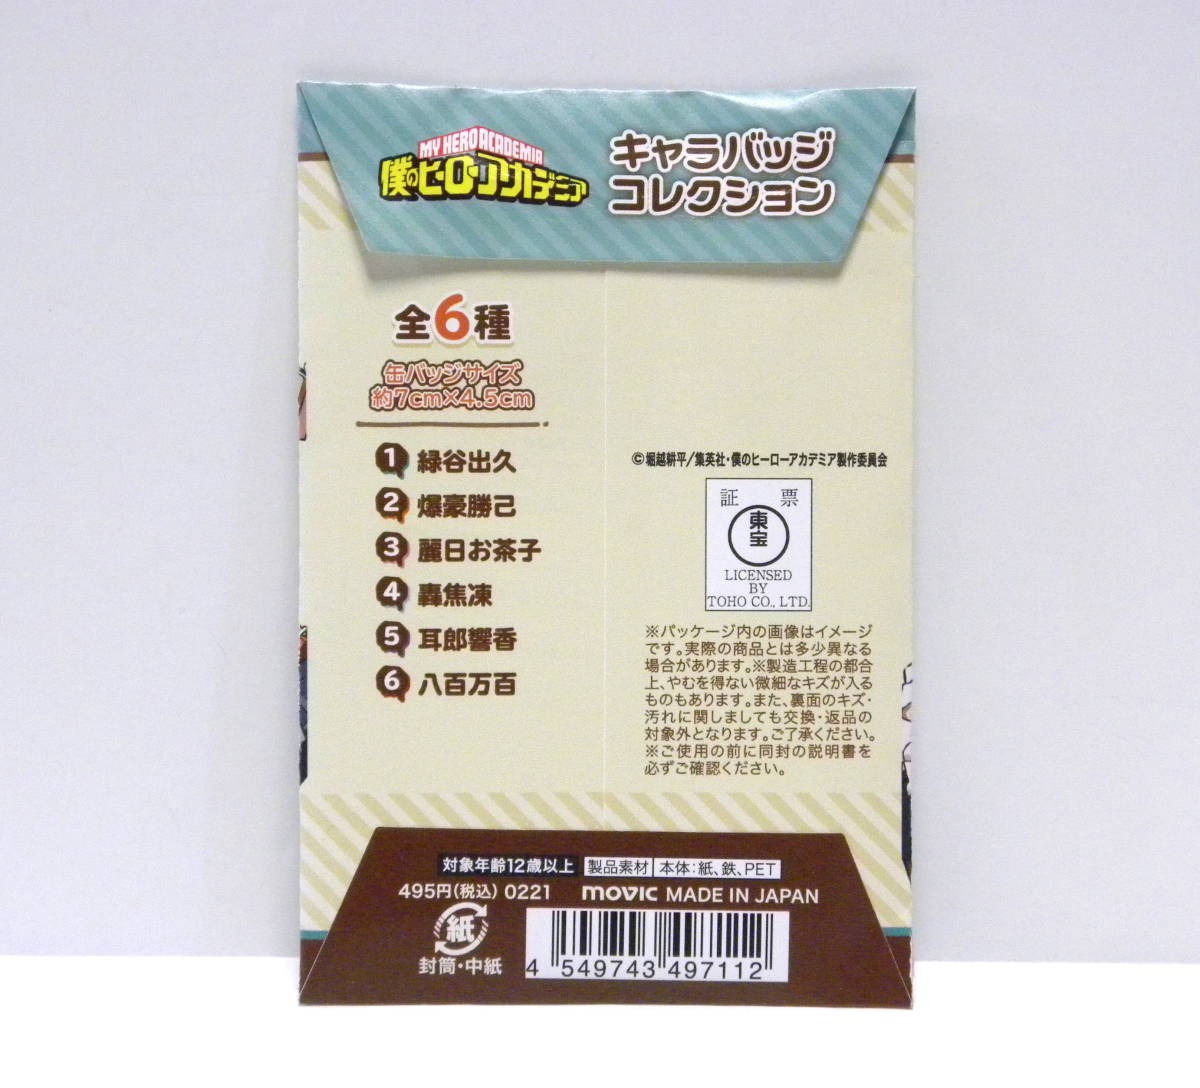 MY HERO ACADEMIA
僕のヒーローアカデミア
キャラバッジ
コレクション
全6種
缶バッジサイズ
約7cm×4.5cm
1 緑谷出久
2 爆豪勝己
3 麗日お茶子
4 轟焦凍
5 耳郎響香
6 八百万百
©堀越耕平/集英社・僕のヒーローアカデミア製作委員会
証 票
東宝
LICENSED
BY
TOHO CO., LTD.
※パッケージ内の画像はイメージ
です。実際の商品とは多少異なる
場合があります。※製造工程の都合
上、やむを得ない微細なキズが入る
ものもあります。また、裏面のキズ・
汚れに関しましても交換・返品の
対象外となります。ご了承ください。
※ご使用の前に同封の説明書を
必ずご確認ください。
対象年齢12歳以上 製品素材 本体:紙、鉄、PET
495円(税込) 0221 movic MADE IN JAPAN
紙
封筒・中紙
4 549743 497112